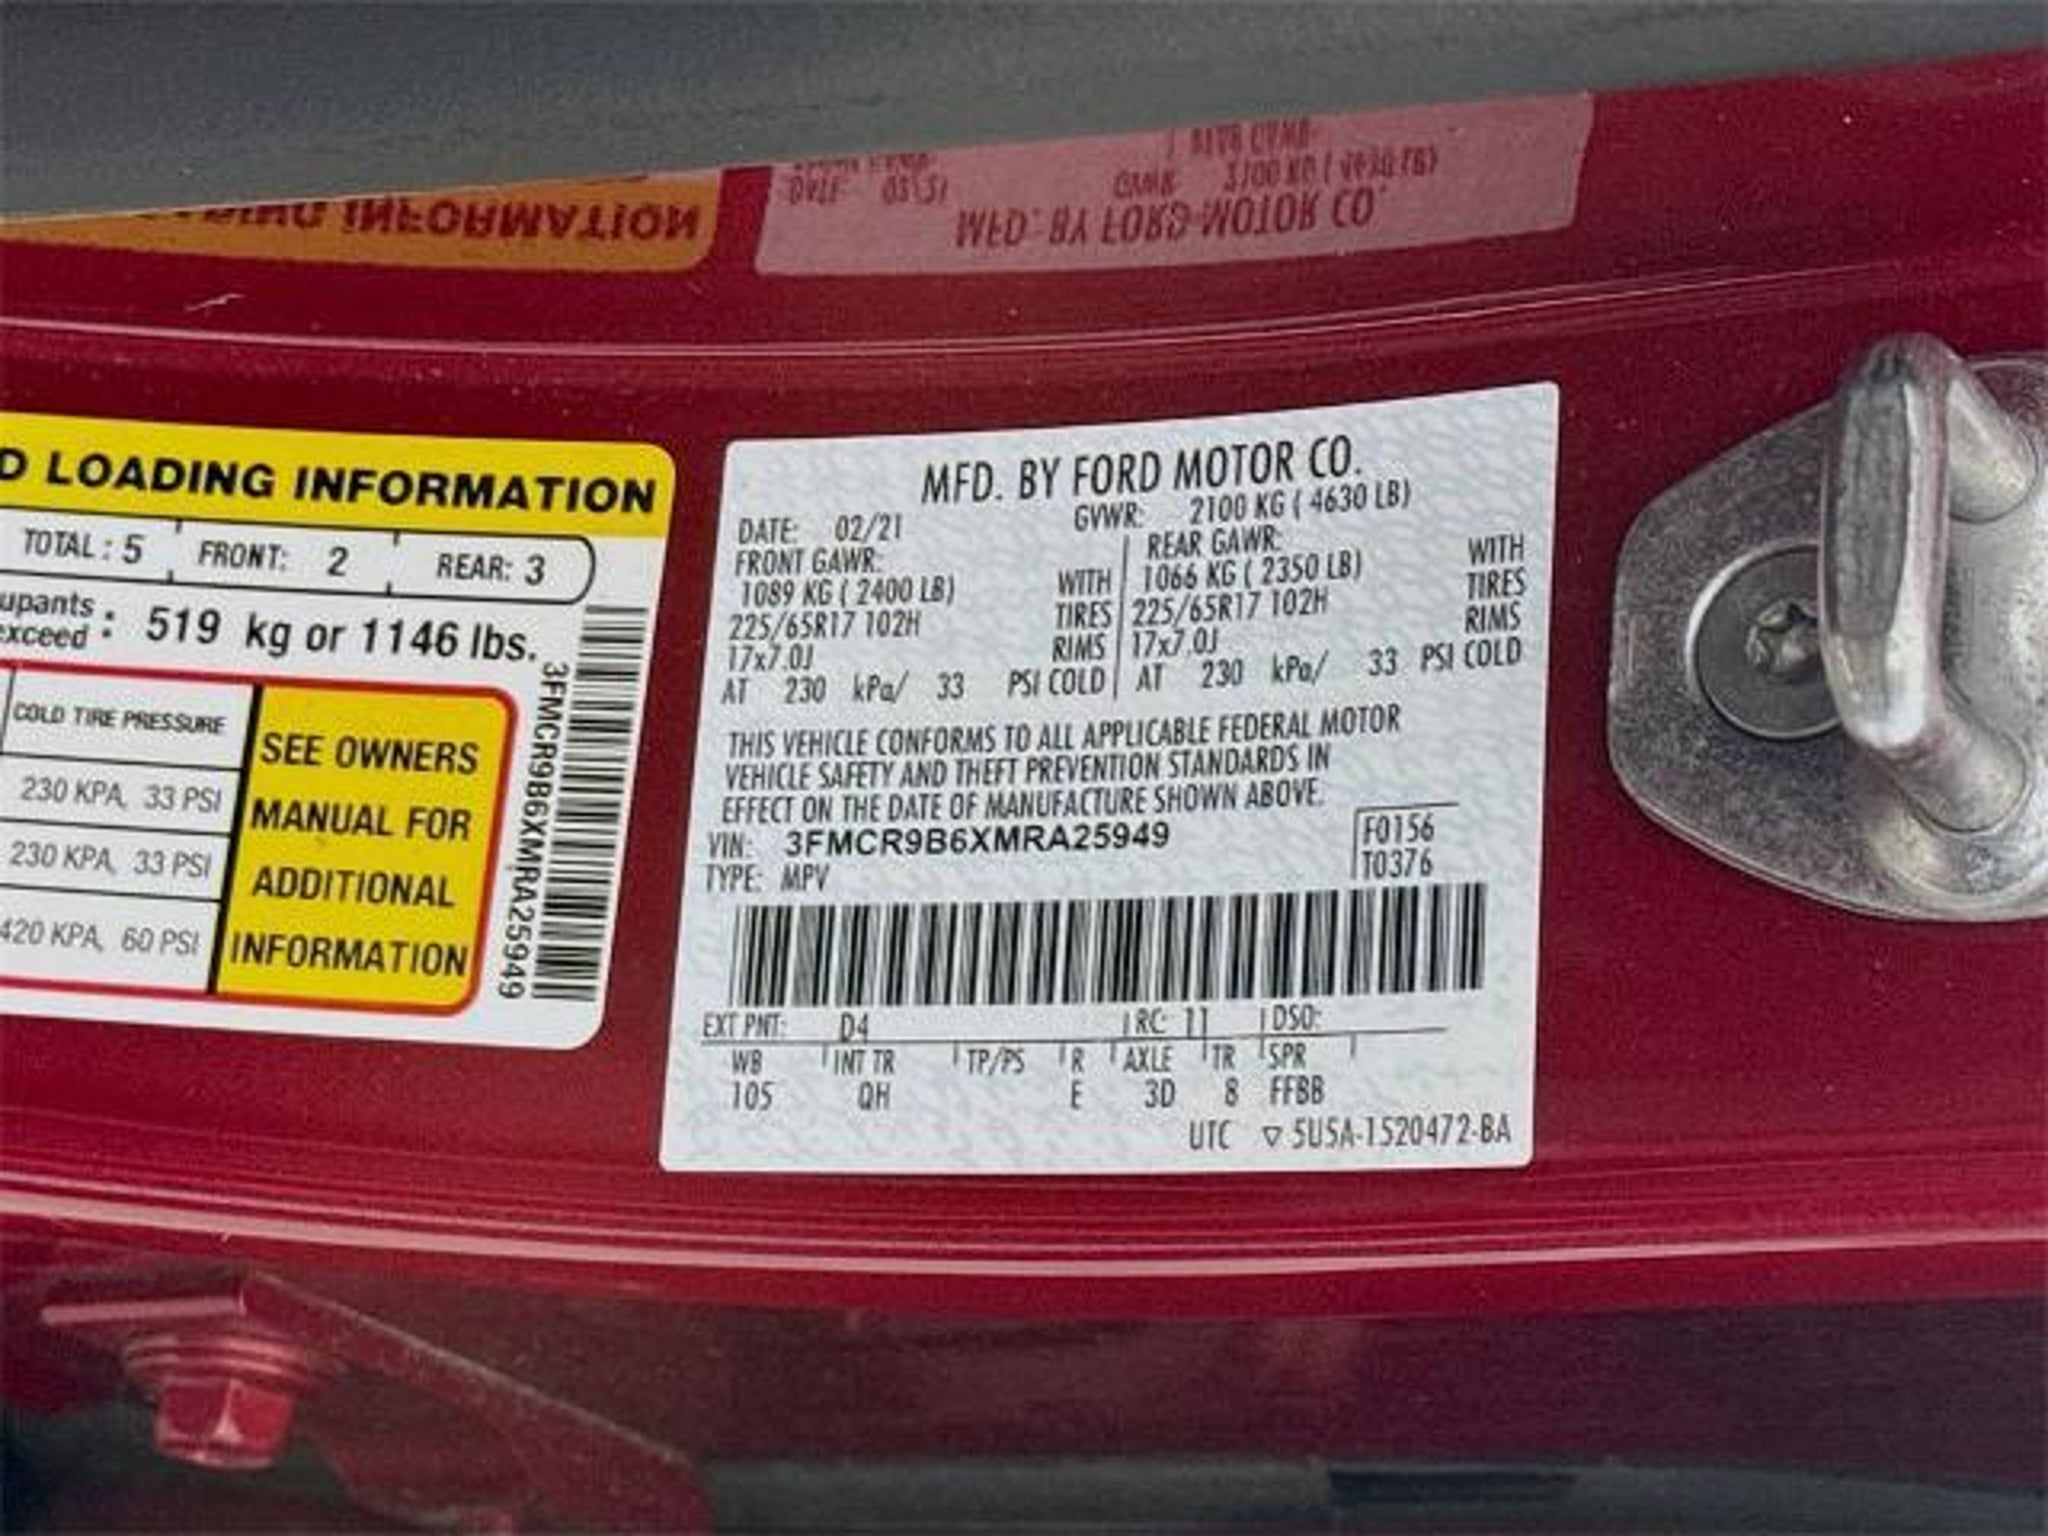 D LOADING INFORMATION
TOTAL : 5 FRONT: 2 REAR: 3
upants
exceed : 519 kg or 1146 lbs.
COLD TIRE PRESSURE
230 KPA, 33 PSI
230 KPA, 33 PSI
420 KPA, 60 PSI
SEE OWNERS
MANUAL FOR
ADDITIONAL
INFORMATION
3FMCR9B6XMRA25949
MFD. BY FORD MOTOR CO.
DATE: 02/21 GVWR: 2100 KG ( 4630 LB)
FRONT GAWR: REAR GAWR:
1089 KG ( 2400 LB) WITH 1066 KG ( 2350 LB) WITH
225/65R17 102H TIRES 225/65R17 102H TIRES
17x7.0J RIMS 17x7.0J RIMS
AT 230 kPa/ 33 PSI COLD AT 230 kPa/ 33 PSI COLD
THIS VEHICLE CONFORMS TO ALL APPLICABLE FEDERAL MOTOR
VEHICLE SAFETY AND THEFT PREVENTION STANDARDS IN
EFFECT ON THE DATE OF MANUFACTURE SHOWN ABOVE.
VIN: 3FMCR9B6XMRA25949 F0156
TYPE: MPV T0376
EXT PNT: D4 RC: 11 DSO:
WB INT TR TP/PS R AXLE TR SPR
105 QH E 3D 8 FFBB
UTC ▽ 5U5A-1520472-BA